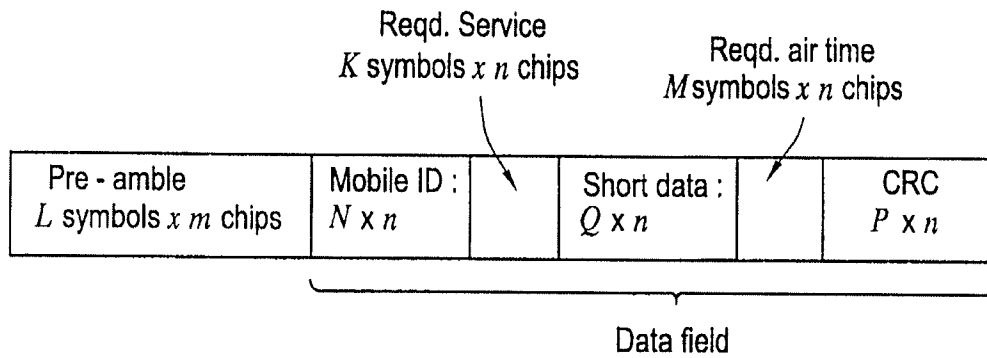 Reqd. Service
K symbols x n chips
Reqd. air time
M symbols x n chips
Pre - amble
L symbols x m chips
Mobile ID :
N x n
Short data :
Q x n
CRC
P x n
Data field